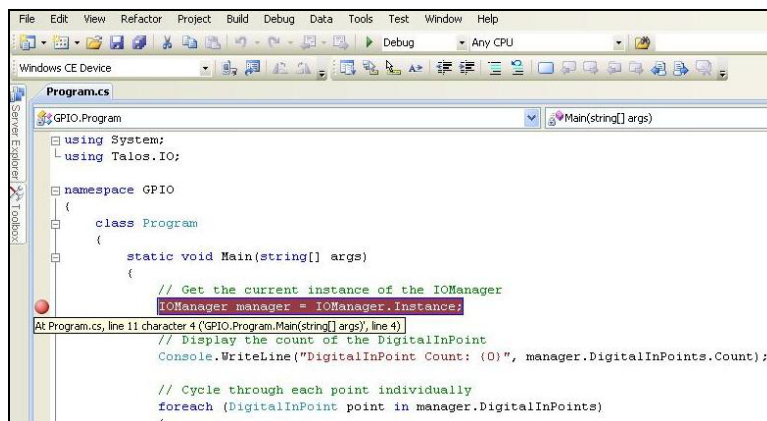 File Edit View Refactor Project Build Debug Data Tools Test Window Help
Debug Any CPU
Windows CE Device
Program.cs
Server Explorer
Toolbox
GPIO.Program Main(string[] args)
using System;
using Talos.IO;
namespace GPIO
{
class Program
{
static void Main(string[] args)
{
// Get the current instance of the IOManager
IOManager manager = IOManager.Instance;
At Program.cs, line 11 character 4 ('GPIO.Program.Main(string[] args)', line 4)
// Display the count of the DigitalInPoint
Console.WriteLine("DigitalInPoint Count: {0}", manager.DigitalInPoints.Count);
// Cycle through each point individually
foreach (DigitalInPoint point in manager.DigitalInPoints)